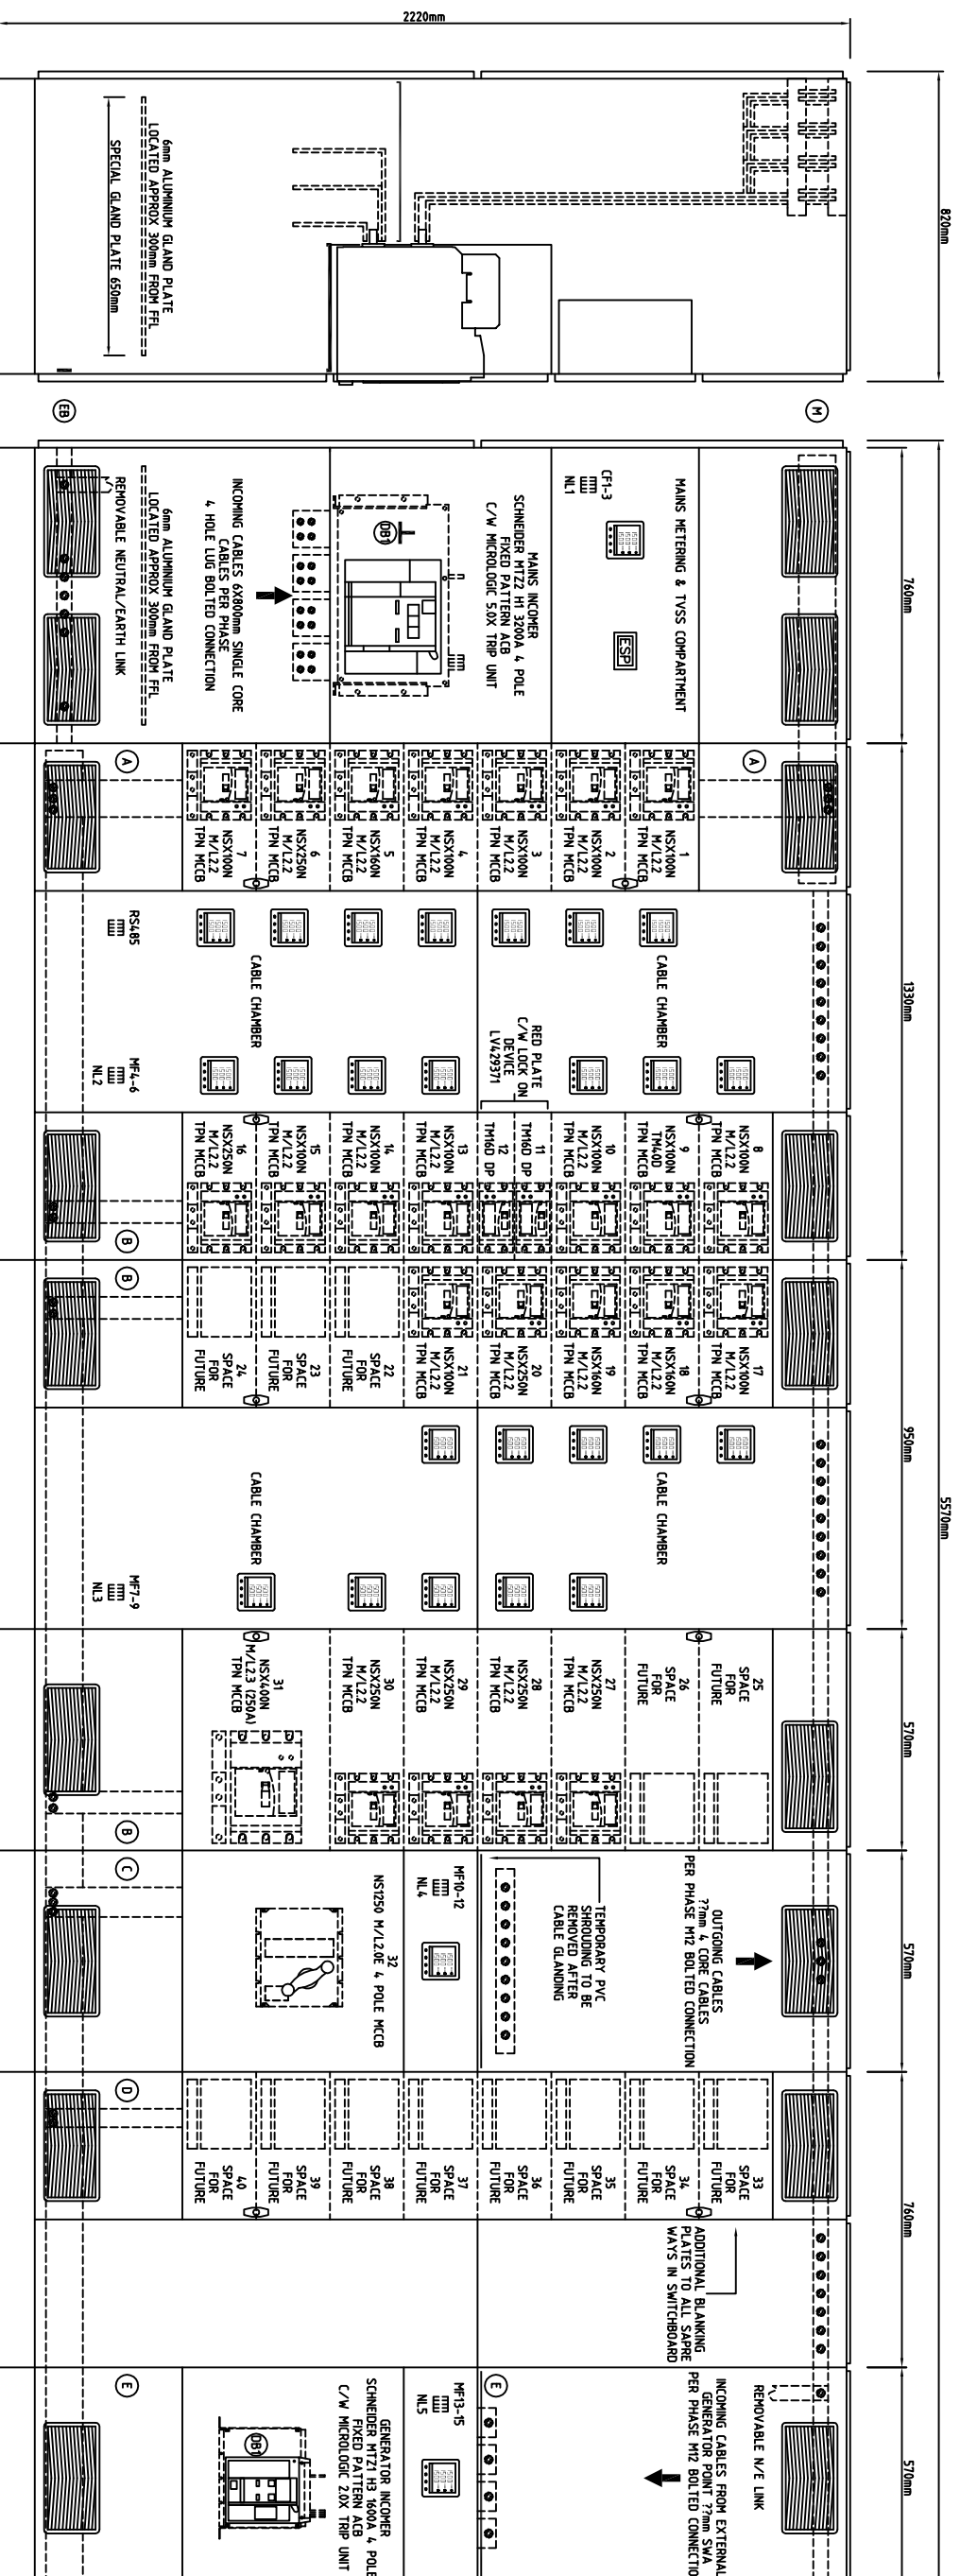 2220mm
820mm
6mm ALUMINIUM GLAND PLATE
LOCATED APPROX 300mm FROM FFL
SPECIAL GLAND PLATE 650mm
EB
M
5570mm
760mm
1330mm
950mm
570mm
570mm
760mm
570mm
MAINS METERING & TVSS COMPARTMENT
CF1-3
NL1
ESP
MAINS INCOMER
SCHNEIDER MTZ2 H1 3200A 4 POLE
FIXED PATTERN ACB
C/W MICROLOGIC 5.0X TRIP UNIT
OB1
INCOMING CABLES 6X800mm SINGLE CORE
CABLES PER PHASE
4 HOLE LUG BOLTED CONNECTION
6mm ALUMINIUM GLAND PLATE
LOCATED APPROX 300mm FROM FFL
REMOVABLE NEUTRAL/EARTH LINK
A
1
NSX100N
M/L2.2
TPN MCCB
2
NSX100N
M/L2.2
TPN MCCB
3
NSX100N
M/L2.2
TPN MCCB
4
NSX100N
M/L2.2
TPN MCCB
5
NSX160N
M/L2.2
TPN MCCB
6
NSX250N
M/L2.2
TPN MCCB
7
NSX100N
M/L2.2
TPN MCCB
A
CABLE CHAMBER
CABLE CHAMBER
RS485
MF4-6
NL2
RED PLATE
C/W LOCK ON
DEVICE
LV429371
8
NSX100N
M/L2.2
TPN MCCB
9
NSX100N
TM40D
TPN MCCB
10
NSX100N
M/L2.2
TPN MCCB
11
TM16D DP
12
TM16D DP
13
NSX100N
M/L2.2
TPN MCCB
14
NSX100N
M/L2.2
TPN MCCB
15
NSX100N
M/L2.2
TPN MCCB
16
NSX250N
M/L2.2
TPN MCCB
B
17
NSX100N
M/L2.2
TPN MCCB
18
NSX160N
M/L2.2
TPN MCCB
19
NSX160N
M/L2.2
TPN MCCB
20
NSX250N
M/L2.2
TPN MCCB
21
NSX100N
M/L2.2
TPN MCCB
22
SPACE
FOR
FUTURE
23
SPACE
FOR
FUTURE
24
SPACE
FOR
FUTURE
B
CABLE CHAMBER
CABLE CHAMBER
MF7-9
NL3
25
SPACE
FOR
FUTURE
26
SPACE
FOR
FUTURE
27
NSX250N
M/L2.2
TPN MCCB
28
NSX250N
M/L2.2
TPN MCCB
29
NSX250N
M/L2.2
TPN MCCB
30
NSX250N
M/L2.2
TPN MCCB
31
NSX400N
M/L2.3 (250A)
TPN MCCB
B
OUTGOING CABLES
??mm 4 CORE CABLES
PER PHASE M12 BOLTED CONNECTION
TEMPORARY PVC
SHROUDING TO BE
REMOVED AFTER
CABLE GLANDING
MF10-12
NL4
32
NS1250 M/L2.0E 4 POLE MCCB
C
33
SPACE
FOR
FUTURE
34
SPACE
FOR
FUTURE
35
SPACE
FOR
FUTURE
36
SPACE
FOR
FUTURE
37
SPACE
FOR
FUTURE
38
SPACE
FOR
FUTURE
39
SPACE
FOR
FUTURE
40
SPACE
FOR
FUTURE
D
ADDITIONAL BLANKING
PLATES TO ALL SAPRE
WAYS IN SWITCHBOARD
REMOVABLE N/E LINK
INCOMING CABLES FROM EXTERNAL
GENERATOR POINT ??mm SWA
PER PHASE M12 BOLTED CONNECTIO
E
MF13-15
NL5
GENERATOR INCOMER
SCHNEIDER MTZ1 H3 1600A 4 POLE
FIXED PATTERN ACB
C/W MICROLOGIC 2.0X TRIP UNIT
OB1
E